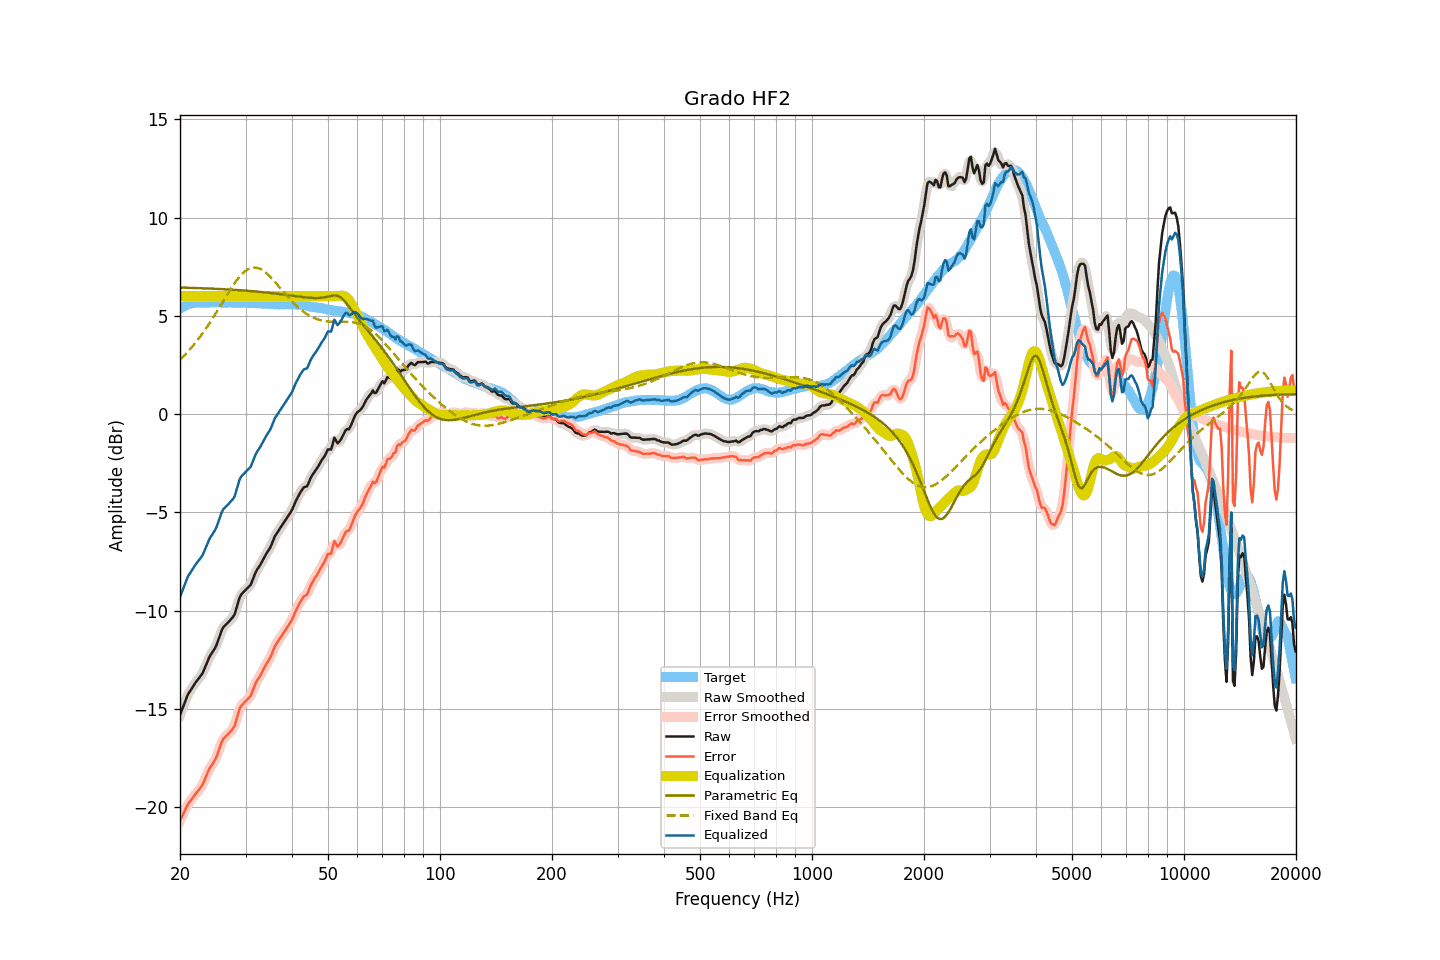 Grado HF2
15
10
5
0
−5
−10
−15
−20
Amplitude (dBr)
Target
Raw Smoothed
Error Smoothed
Raw
Error
Equalization
Parametric Eq
Fixed Band Eq
Equalized
20 50 100 200 500 1000 2000 5000 10000 20000
Frequency (Hz)